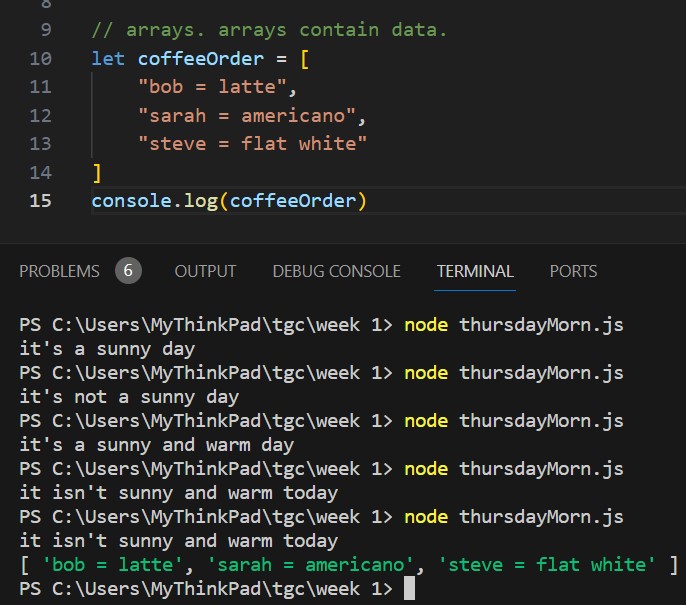 8
9 // arrays. arrays contain data.
10 let coffeeOrder = [
11 "bob = latte",
12 "sarah = americano",
13 "steve = flat white"
14 ]
15 console.log(coffeeOrder)
PROBLEMS 6 OUTPUT DEBUG CONSOLE TERMINAL PORTS
PS C:\Users\MyThinkPad\tgc\week 1> node thursdayMorn.js
it's a sunny day
PS C:\Users\MyThinkPad\tgc\week 1> node thursdayMorn.js
it's not a sunny day
PS C:\Users\MyThinkPad\tgc\week 1> node thursdayMorn.js
it's a sunny and warm day
PS C:\Users\MyThinkPad\tgc\week 1> node thursdayMorn.js
it isn't sunny and warm today
PS C:\Users\MyThinkPad\tgc\week 1> node thursdayMorn.js
it isn't sunny and warm today
[ 'bob = latte', 'sarah = americano', 'steve = flat white' ]
PS C:\Users\MyThinkPad\tgc\week 1>